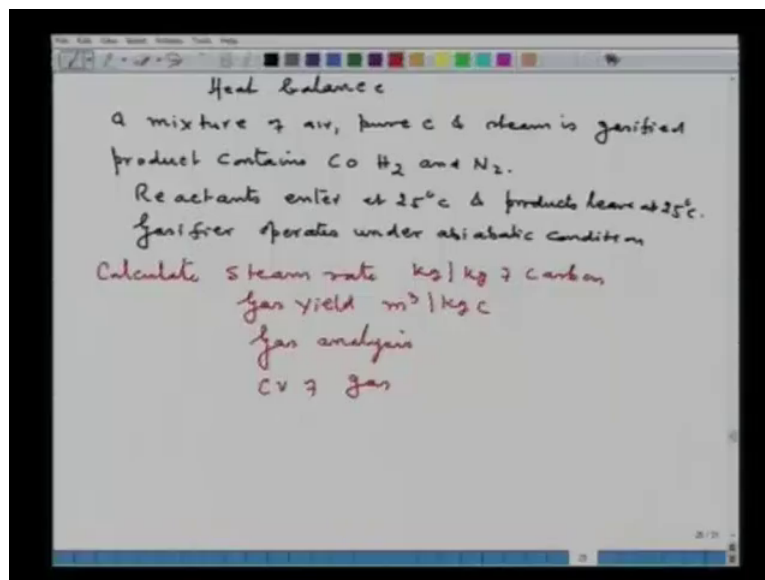 Heat balance
A mixture of air, pure C & steam is gasified
product contains CO H2 and N2.
Reactants enter at 25°C & products leave at 25°C.
Gasifier operates under abiabatic condition
Calculate steam rate kg/kg of carbon
Gas yield m³/kg C
Gas analysis
CV of gas